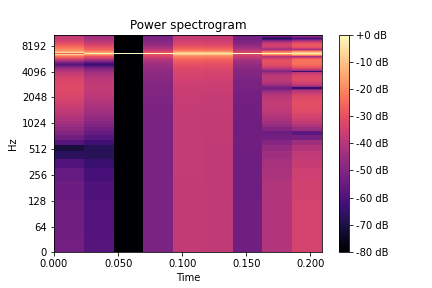 Power spectrogram
Hz
8192
4096
2048
1024
512
256
128
64
0
0.000 0.050 0.100 0.150 0.200
Time
+0 dB
-10 dB
-20 dB
-30 dB
-40 dB
-50 dB
-60 dB
-70 dB
-80 dB